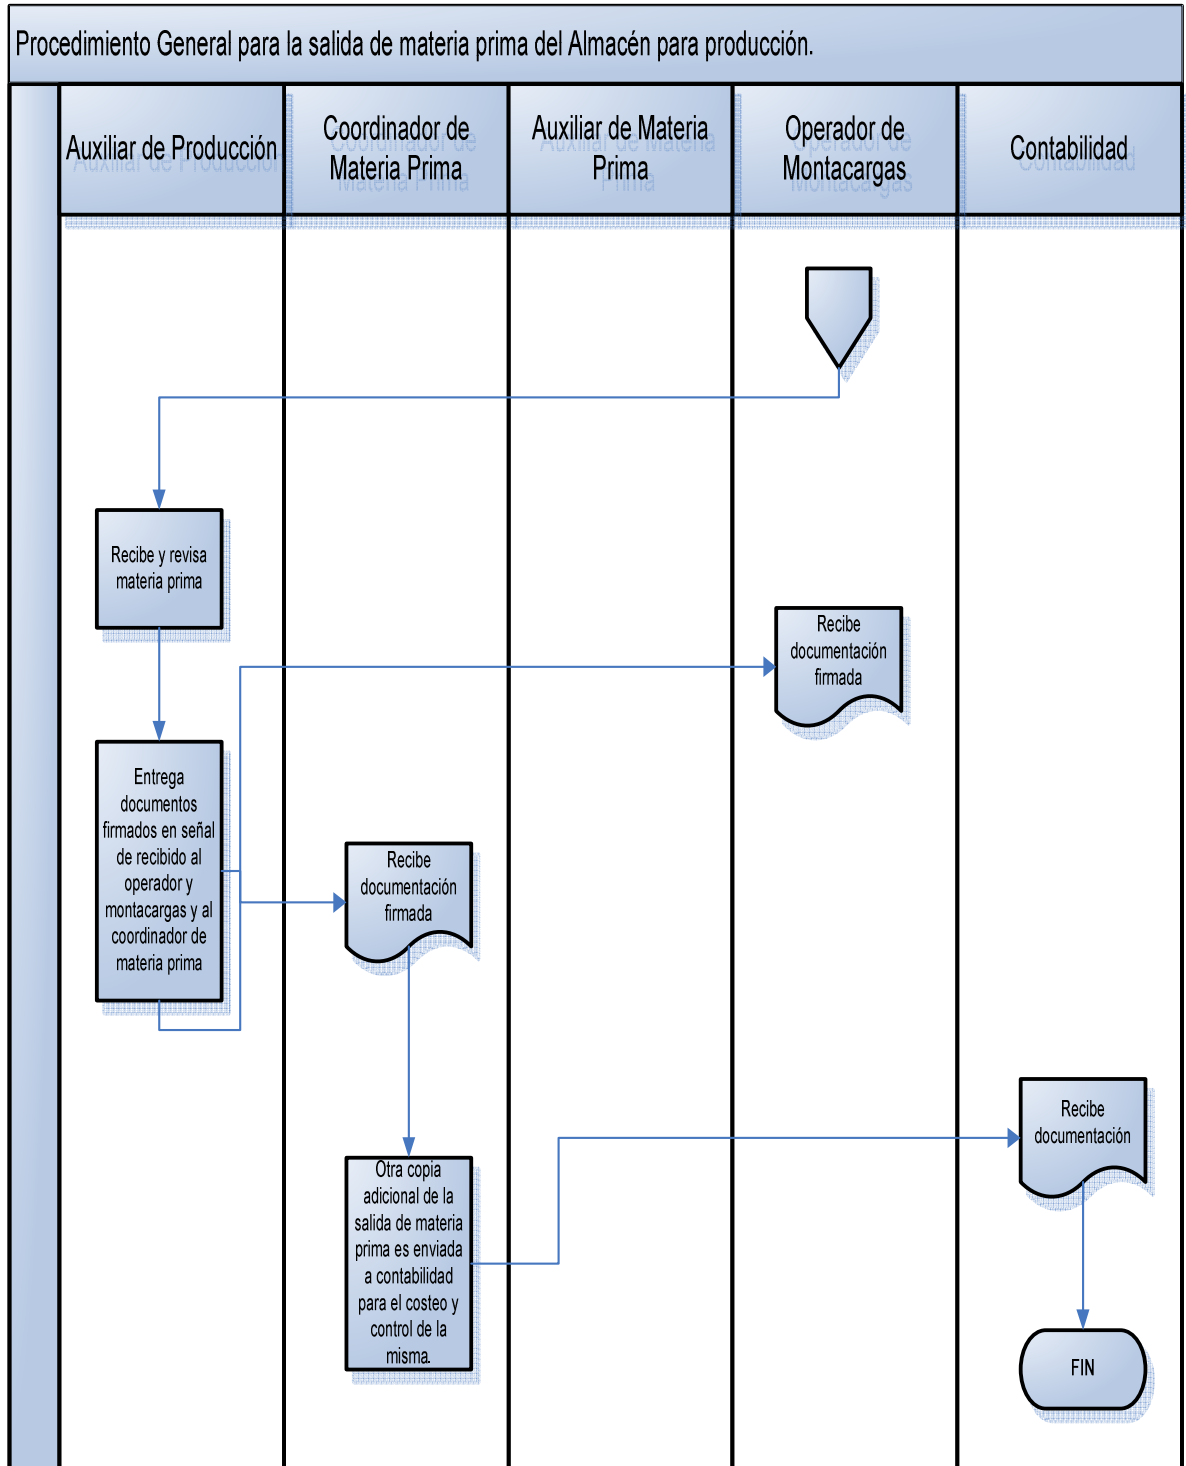 Procedimiento General para la salida de materia prima del Almacén para producción.
Auxiliar de Producción
Coordinador de
Materia Prima
Auxiliar de Materia
Prima
Operador de
Montacargas
Contabilidad
Recibe y revisa
materia prima
Recibe
documentación
firmada
Entrega
documentos
firmados en señal
de recibido al
operador y
montacargas y al
coordinador de
materia prima
Recibe
documentación
firmada
Recibe
documentación
Otra copia
adicional de la
salida de materia
prima es enviada
a contabilidad
para el costeo y
control de la
misma.
FIN